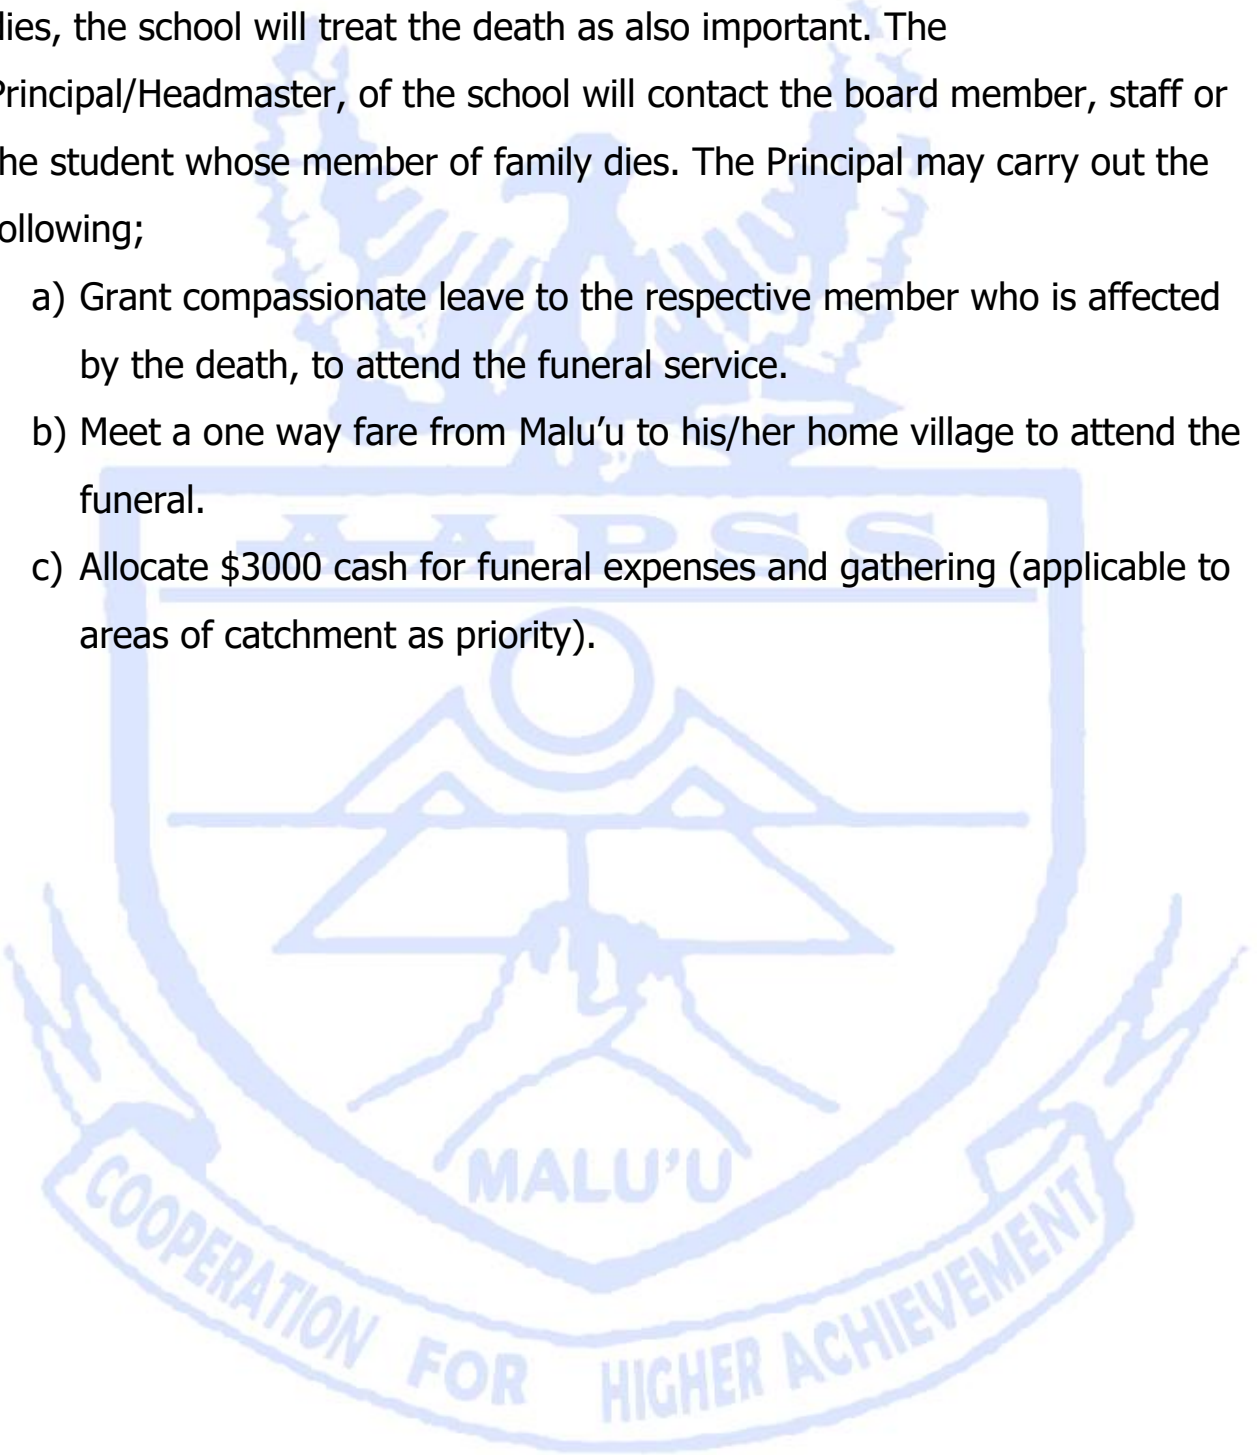 dies, the school will treat the death as also important. The
Principal/Headmaster, of the school will contact the board member, staff or
the student whose member of family dies. The Principal may carry out the
following;
a) Grant compassionate leave to the respective member who is affected
by the death, to attend the funeral service.
b) Meet a one way fare from Malu’u to his/her home village to attend the
funeral.
c) Allocate $3000 cash for funeral expenses and gathering (applicable to
areas of catchment as priority).
AAPSS
MALU’U
COOPERATION FOR HIGHER ACHIEVEMENT